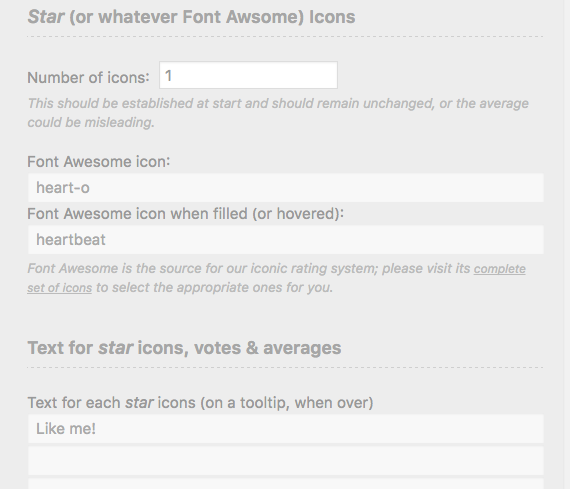 Star (or whatever Font Awsome) Icons
Number of icons: 1
This should be established at start and should remain unchanged, or the average
could be misleading.
Font Awesome icon:
heart-o
Font Awesome icon when filled (or hovered):
heartbeat
Font Awesome is the source for our iconic rating system; please visit its complete
set of icons to select the appropriate ones for you.
Text for star icons, votes & averages
Text for each star icons (on a tooltip, when over)
Like me!